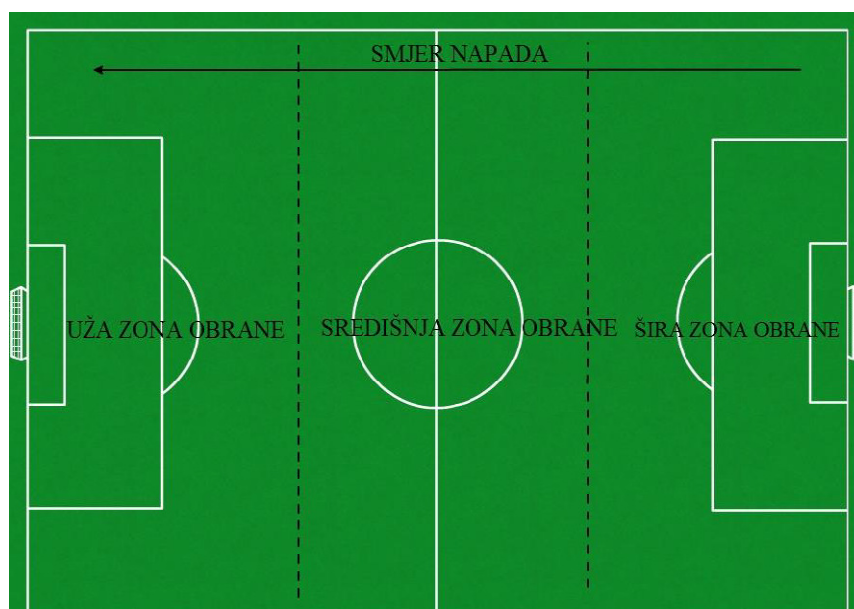 SMJER NAPADA
UŽA ZONA OBRANE
SREDIŠNJA ZONA OBRANE
ŠIRA ZONA OBRANE